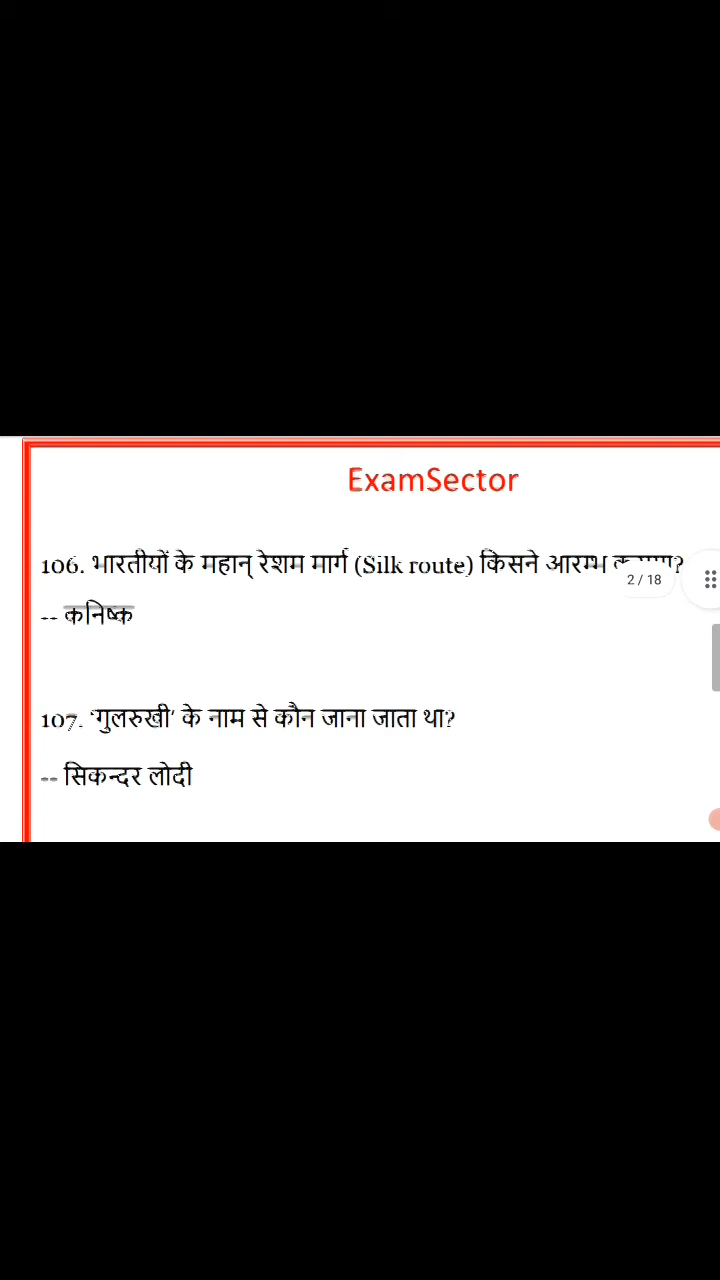 ExamSector
106. भारतीयों के महान् रेशम मार्ग (Silk route) किसने आरम्भ ?
2 / 18
-- कनिष्क
107. ‘गुलरुखी’ के नाम से कौन जाना जाता था?
-- सिकन्दर लोदी